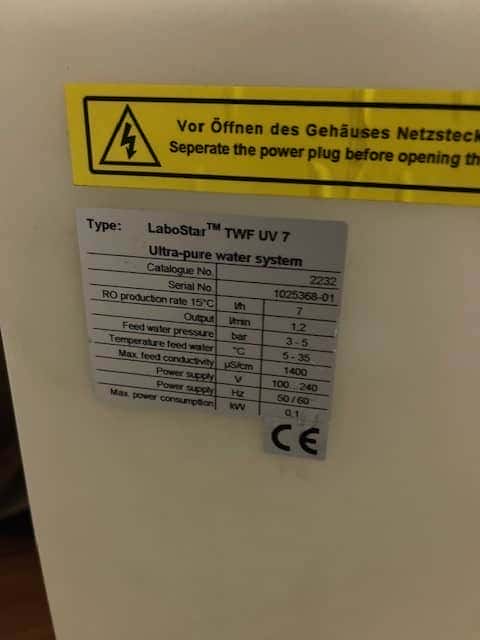 Vor Öffnen des Gehäuses Netzsteck
Seperate the power plug before opening th
Type: LaboStar™ TWF UV 7
Ultra-pure water system
Catalogue No. 2232
Serial No. 1025368-01
RO production rate 15°C l/h 7
Output l/min 1,2
Feed water pressure bar 3 - 5
Temperature feed water °C 5 - 35
Max. feed conductivity µS/cm 1400
Power supply V 100...240
Power supply Hz 50 / 60
Max. power consumption kW 0,1
CE